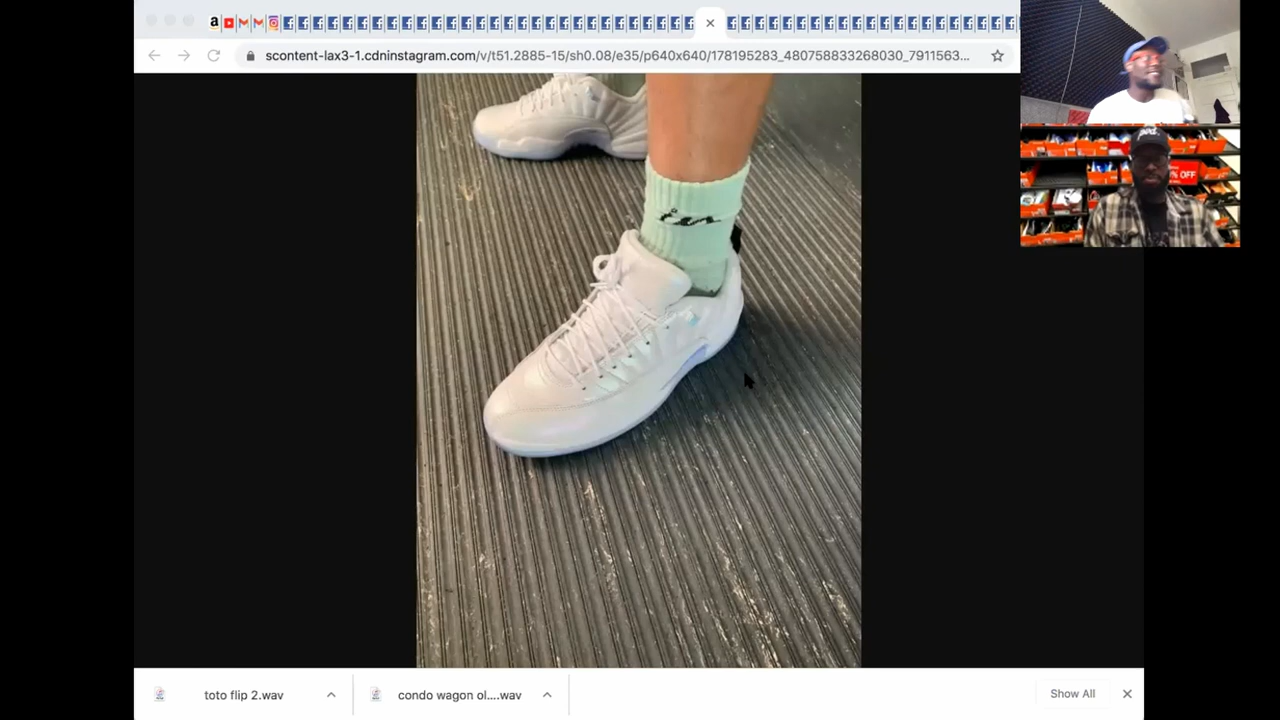 a
scontent-lax3-1.cdninstagram.com/v/t51.2885-15/sh0.08/e35/p640x640/178195283_480758833268030_7911563...
% OFF
toto flip 2.wav
condo wagon ol....wav
Show All